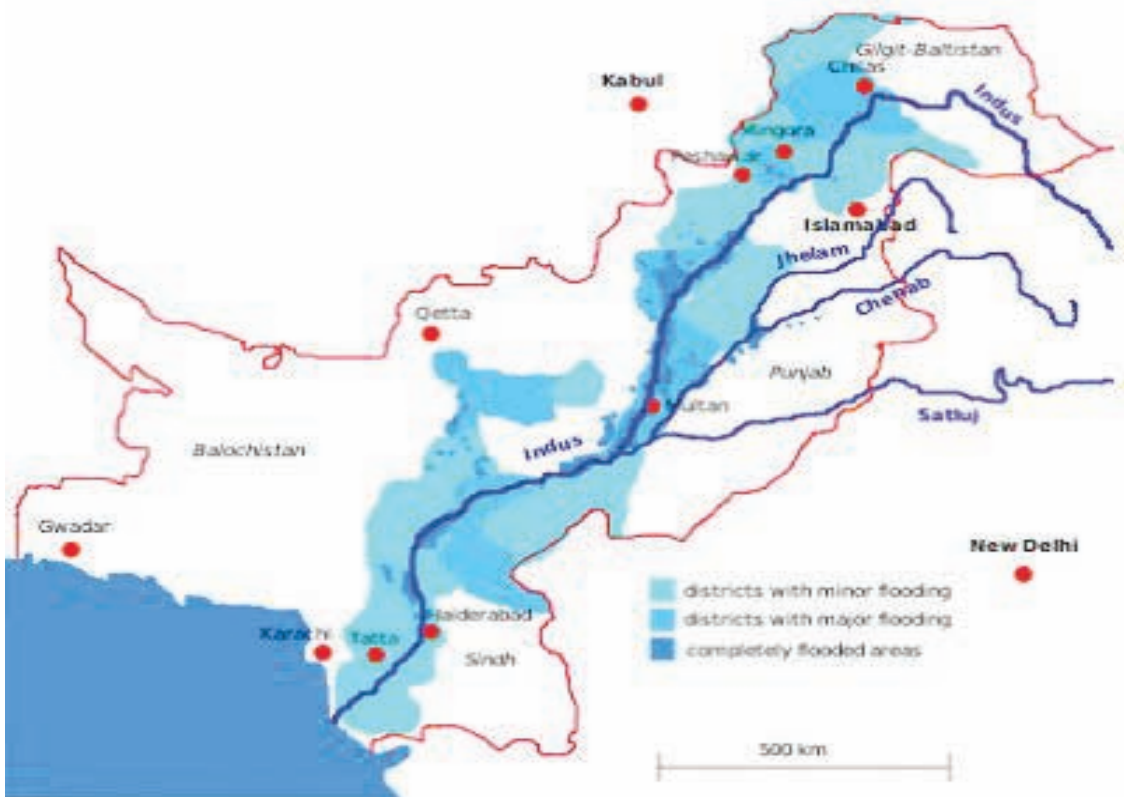 Gilgit-Baltistan
Chilas
Kabul
Indus
Mingora
Peshawar
Islamabad
Jhelam
Chenab
Qetta
Punjab
Multan
Satluj
Indus
Balochistan
Gwadar
New Delhi
districts with minor flooding
districts with major flooding
completely flooded areas
Haiderabad
Karachi
Tatta
Sindh
500 km